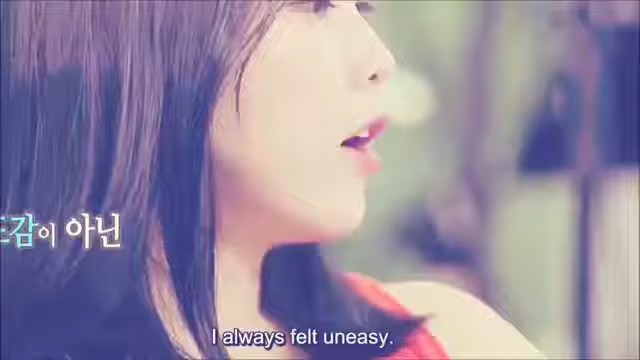 감이 아닌
I always felt uneasy.